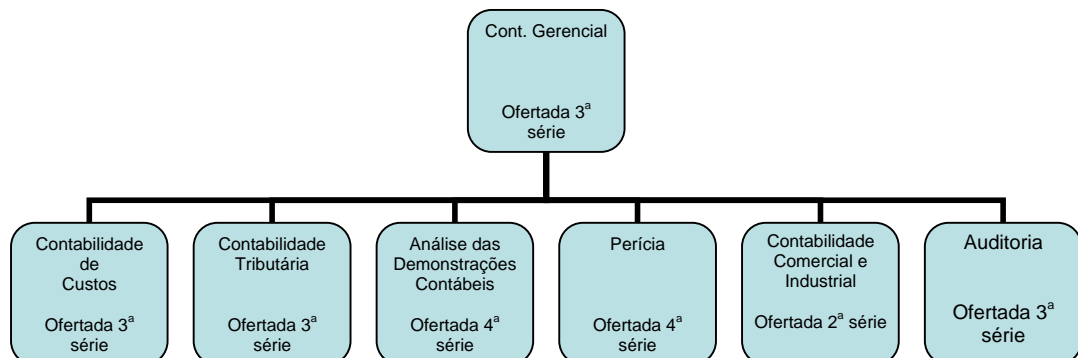 Cont. Gerencial
Ofertada 3ª
série
Contabilidade
de
Custos
Ofertada 3ª
série
Contabilidade
Tributária
Ofertada 3ª
série
Análise das
Demonstrações
Contábeis
Ofertada 4ª
série
Perícia
Ofertada 4ª
série
Contabilidade
Comercial e
Industrial
Ofertada 2ª série
Auditoria
Ofertada 3ª
série